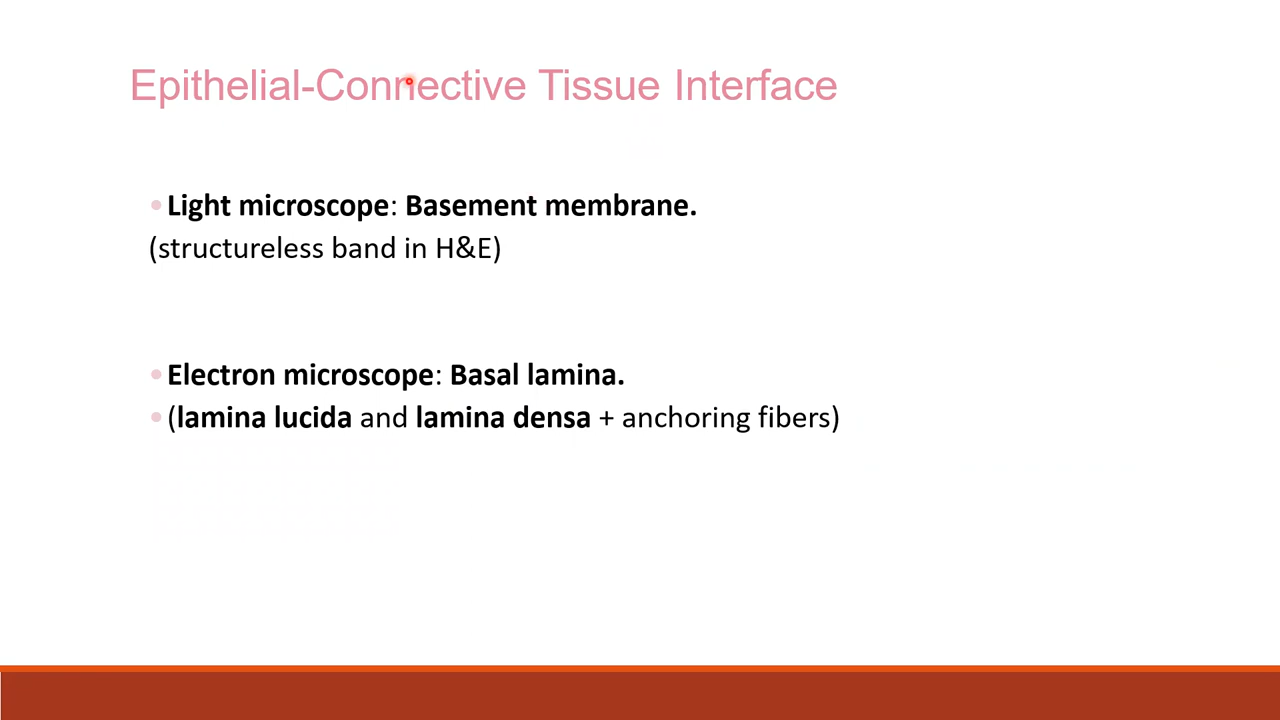 Epithelial-Connective Tissue Interface
•Light microscope: Basement membrane.
(structureless band in H&E)
•Electron microscope: Basal lamina.
•(lamina lucida and lamina densa + anchoring fibers)